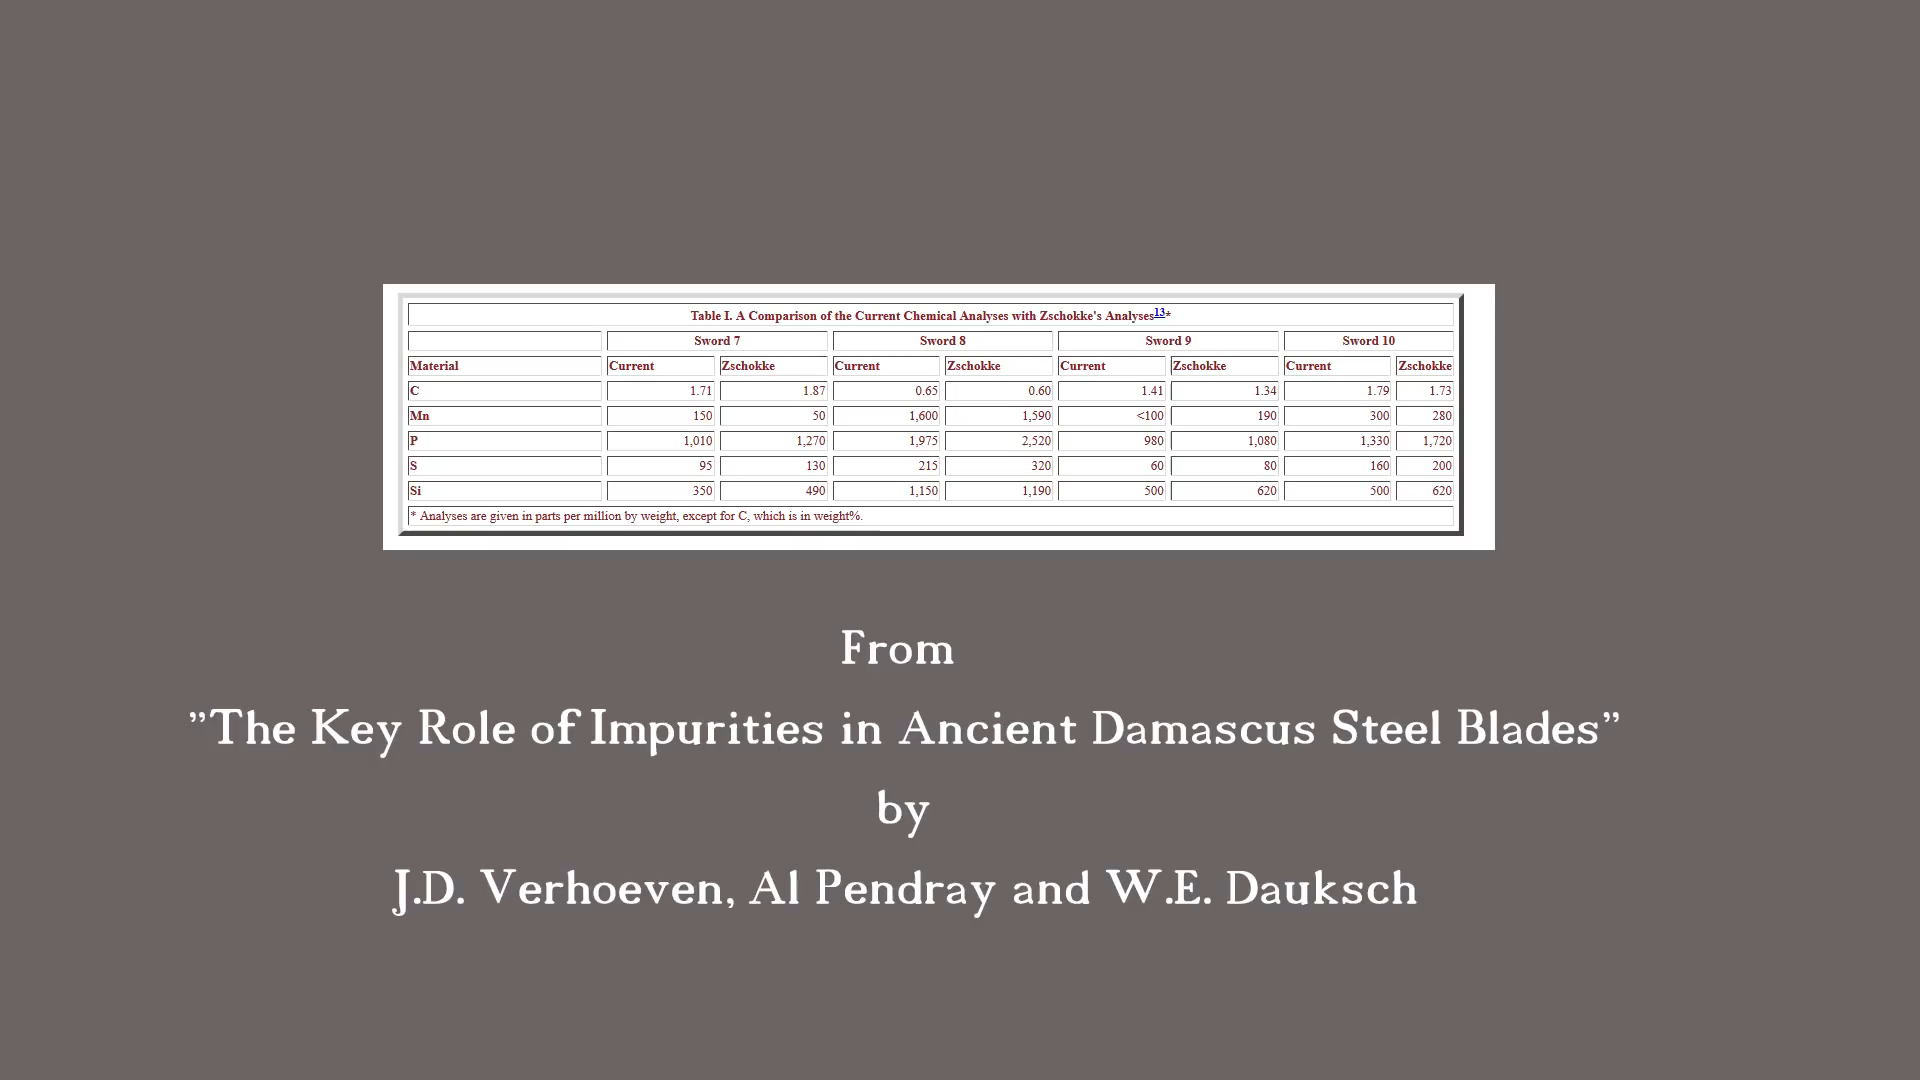 Table I. A Comparison of the Current Chemical Analyses with Zschokke's Analyses13*
Sword 7 Sword 8 Sword 9 Sword 10
Material Current Zschokke Current Zschokke Current Zschokke Current Zschokke
C 1.71 1.87 0.65 0.60 1.41 1.34 1.79 1.73
Mn 150 50 1,600 1,590 <100 190 300 280
P 1,010 1,270 1,975 2,520 980 1,080 1,330 1,720
S 95 130 215 320 60 80 160 200
Si 350 490 1,150 1,190 500 620 500 620
* Analyses are given in parts per million by weight, except for C, which is in weight%.
From
”The Key Role of Impurities in Ancient Damascus Steel Blades”
by
J.D. Verhoeven, Al Pendray and W.E. Dauksch